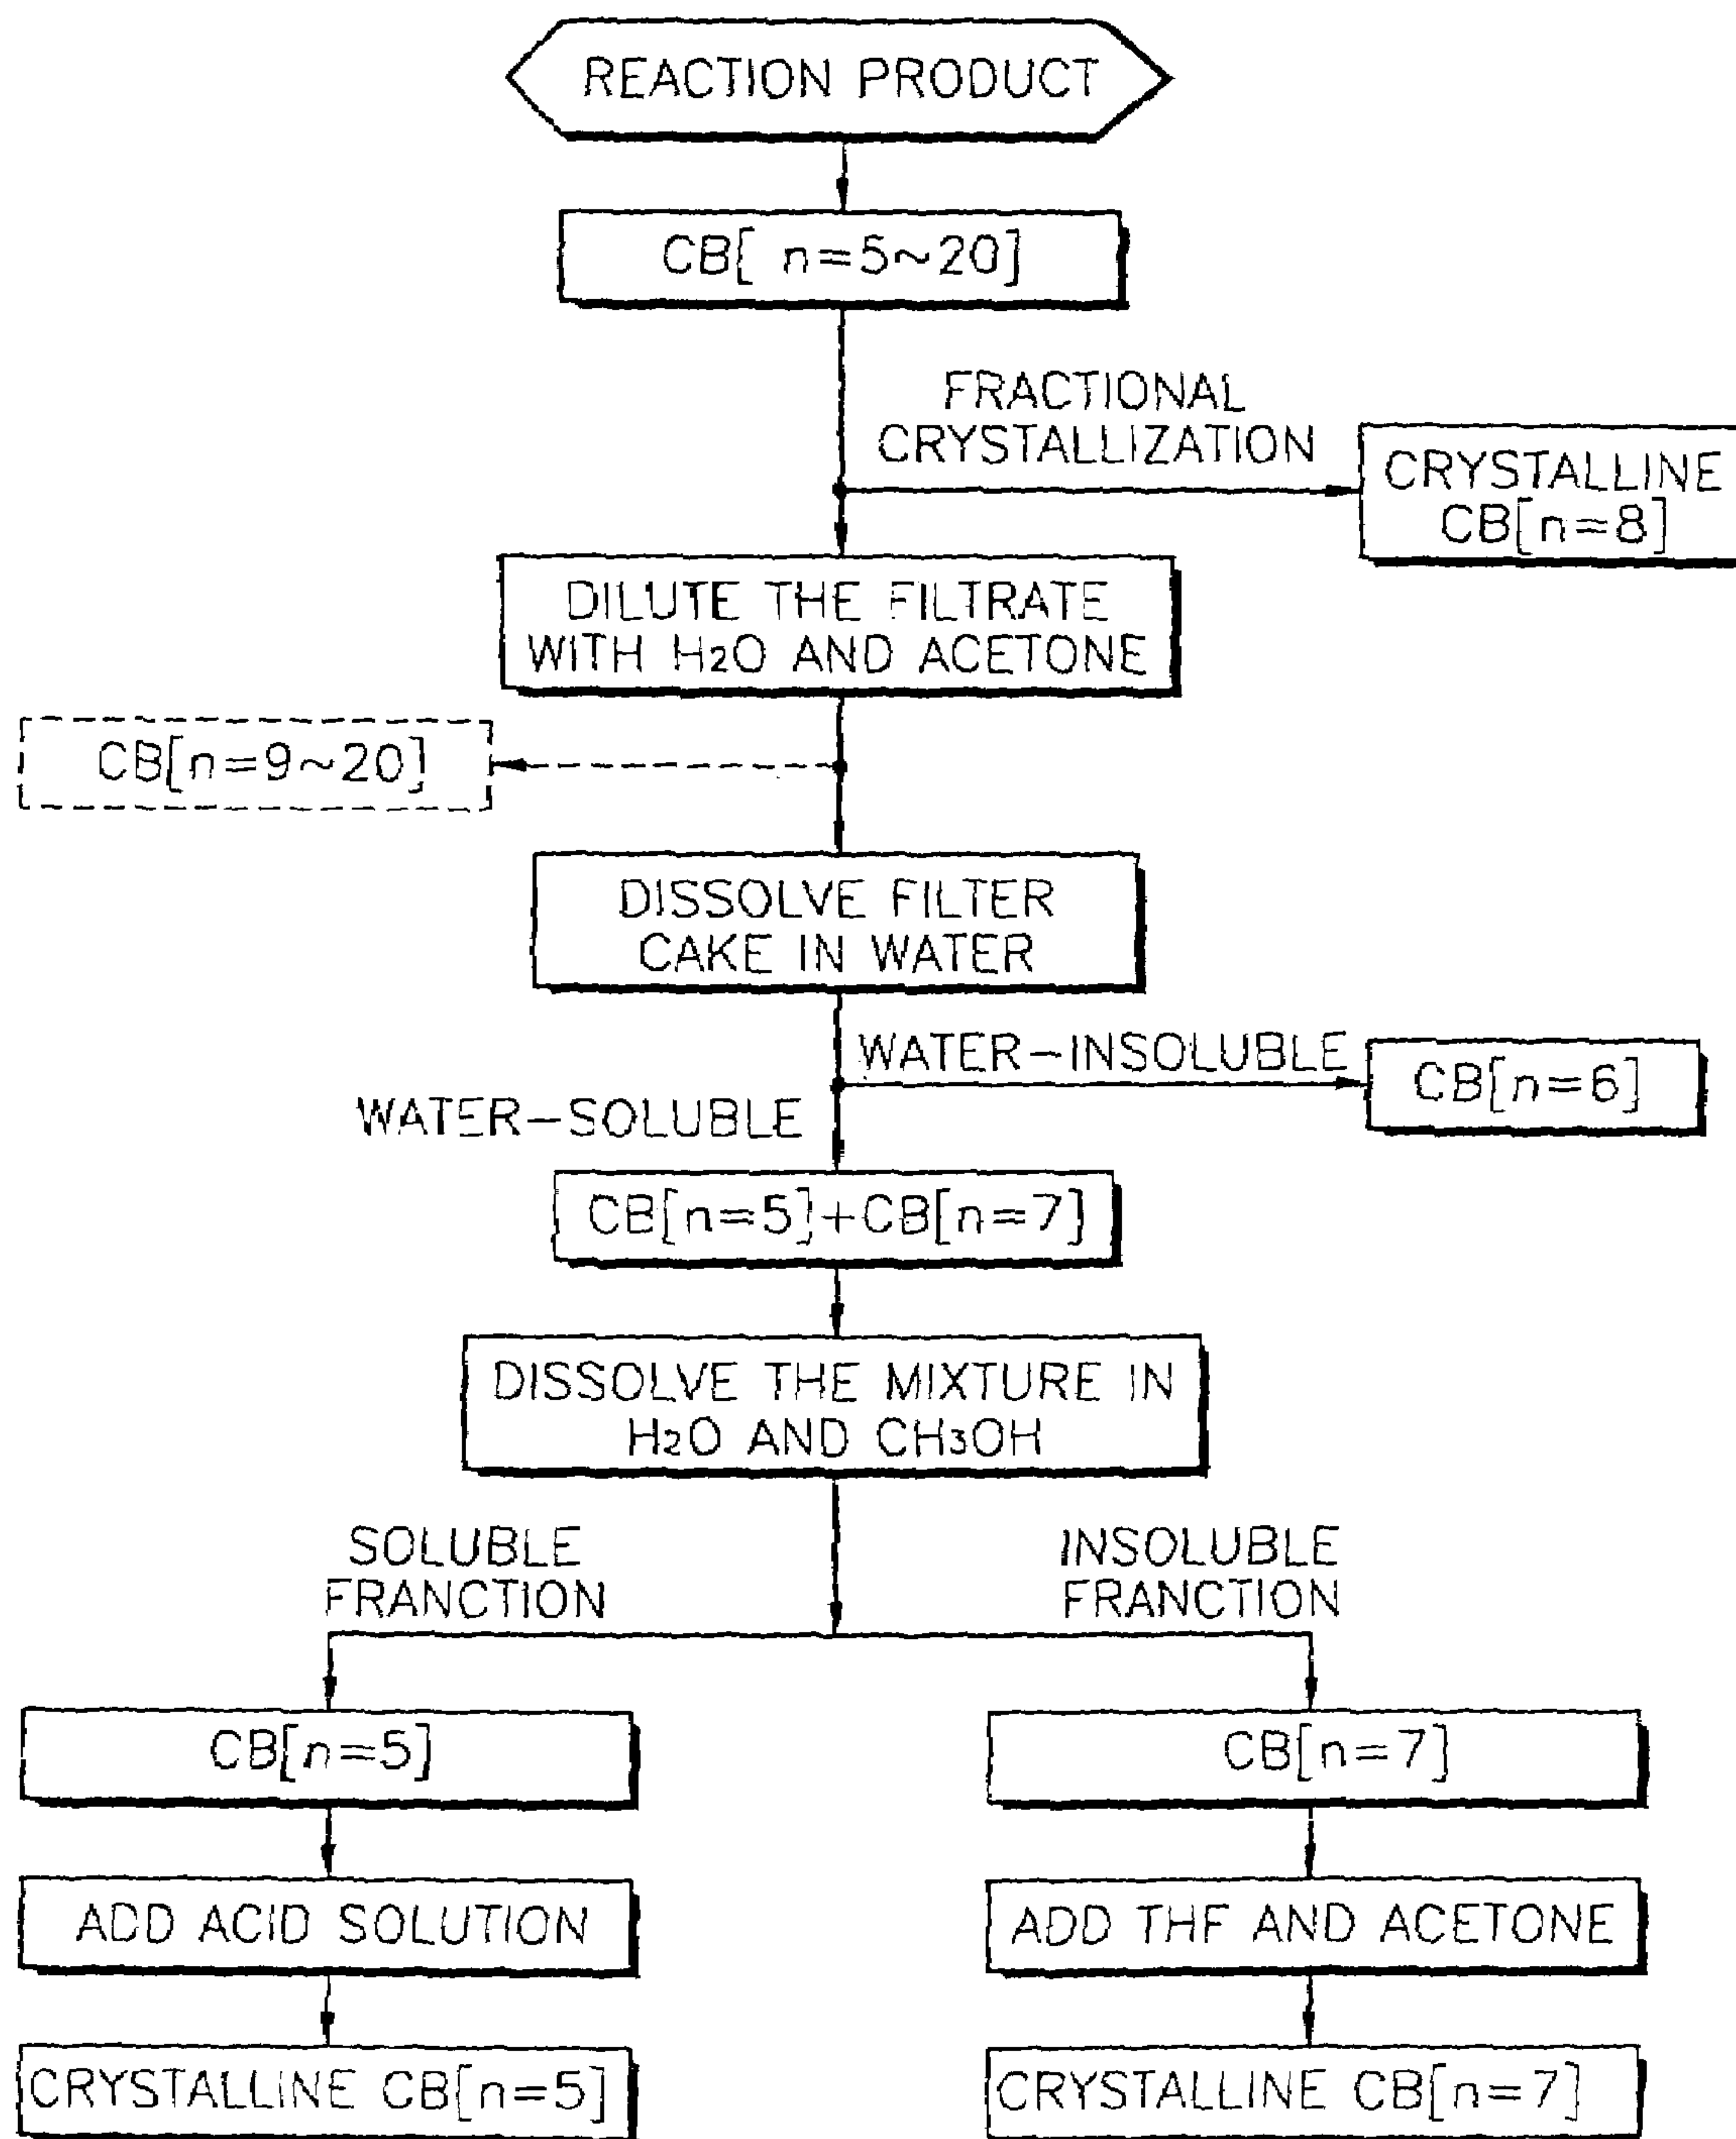 REACTION PRODUCT
CB[ n=5~20]
FRACTIONAL
CRYSTALLIZATION
CRYSTALLINE
CB[n=8]
DILUTE THE FILTRATE
WITH H₂O AND ACETONE
CB[n=9~20]
DISSOLVE FILTER
CAKE IN WATER
WATER-INSOLUBLE
CB[n=6]
WATER-SOLUBLE
CB[n=5]+CB[n=7]
DISSOLVE THE MIXTURE IN
H₂O AND CH₃OH
SOLUBLE
FRANCTION
INSOLUBLE
FRANCTION
CB[n=5]
CB[n=7]
ADD ACID SOLUTION
ADD THF AND ACETONE
CRYSTALLINE CB[n=5]
CRYSTALLINE CB[n=7]